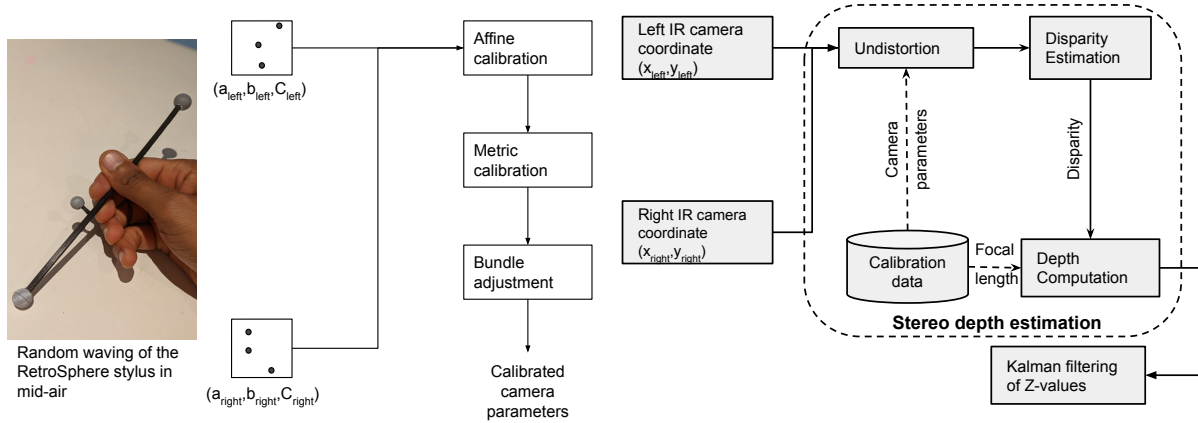 Random waving of the
RetroSphere stylus in
mid-air
(a_left,b_left,C_left)
(a_right,b_right,C_right)
Affine
calibration
Metric
calibration
Bundle
adjustment
Calibrated
camera
parameters
Left IR camera
coordinate
(x_left,y_left)
Right IR camera
coordinate
(x_right,y_right)
Undistortion
Disparity
Estimation
Camera
parameters
Disparity
Calibration
data
Focal
length
Depth
Computation
Stereo depth estimation
Kalman filtering
of Z-values